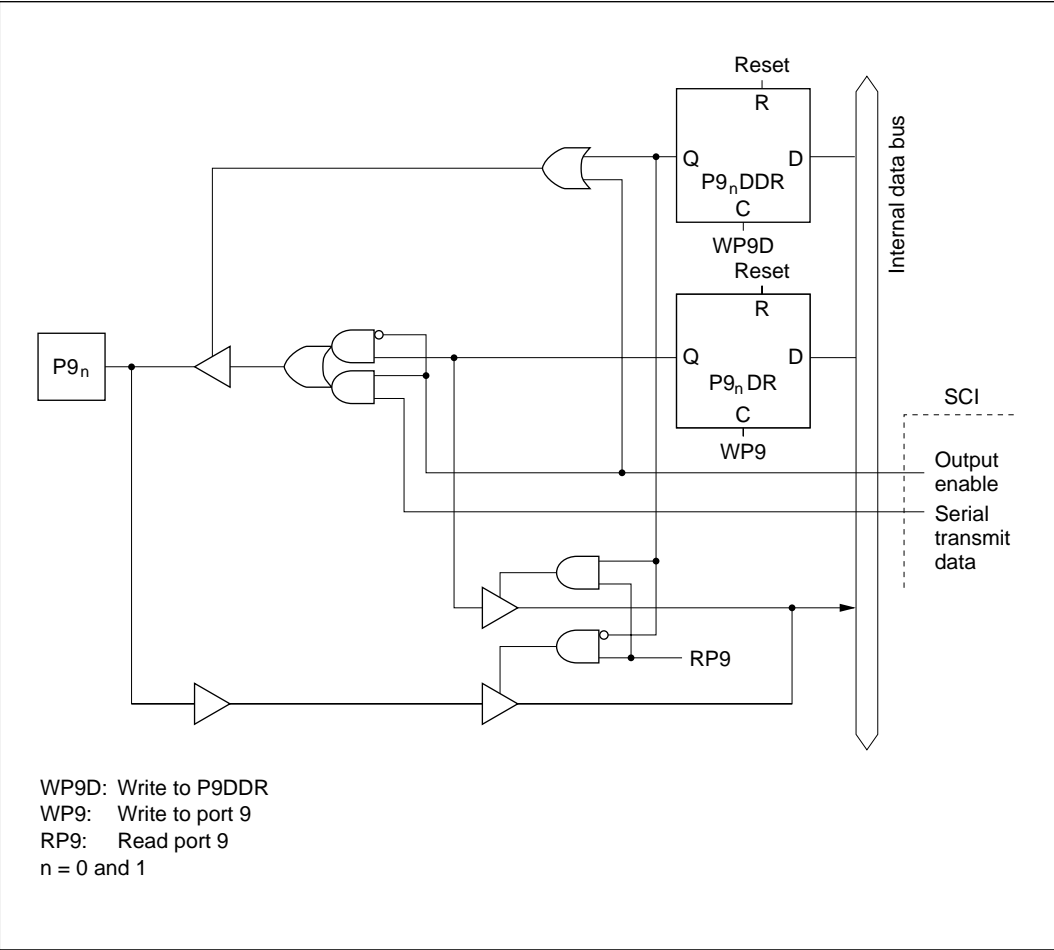 Reset
R
Q
D
P9nDDR
C
WP9D
Internal data bus
Reset
R
P9n
Q
D
P9n DR
C
WP9
SCI
Output
enable
Serial
transmit
data
RP9
WP9D: Write to P9DDR
WP9: Write to port 9
RP9: Read port 9
n = 0 and 1